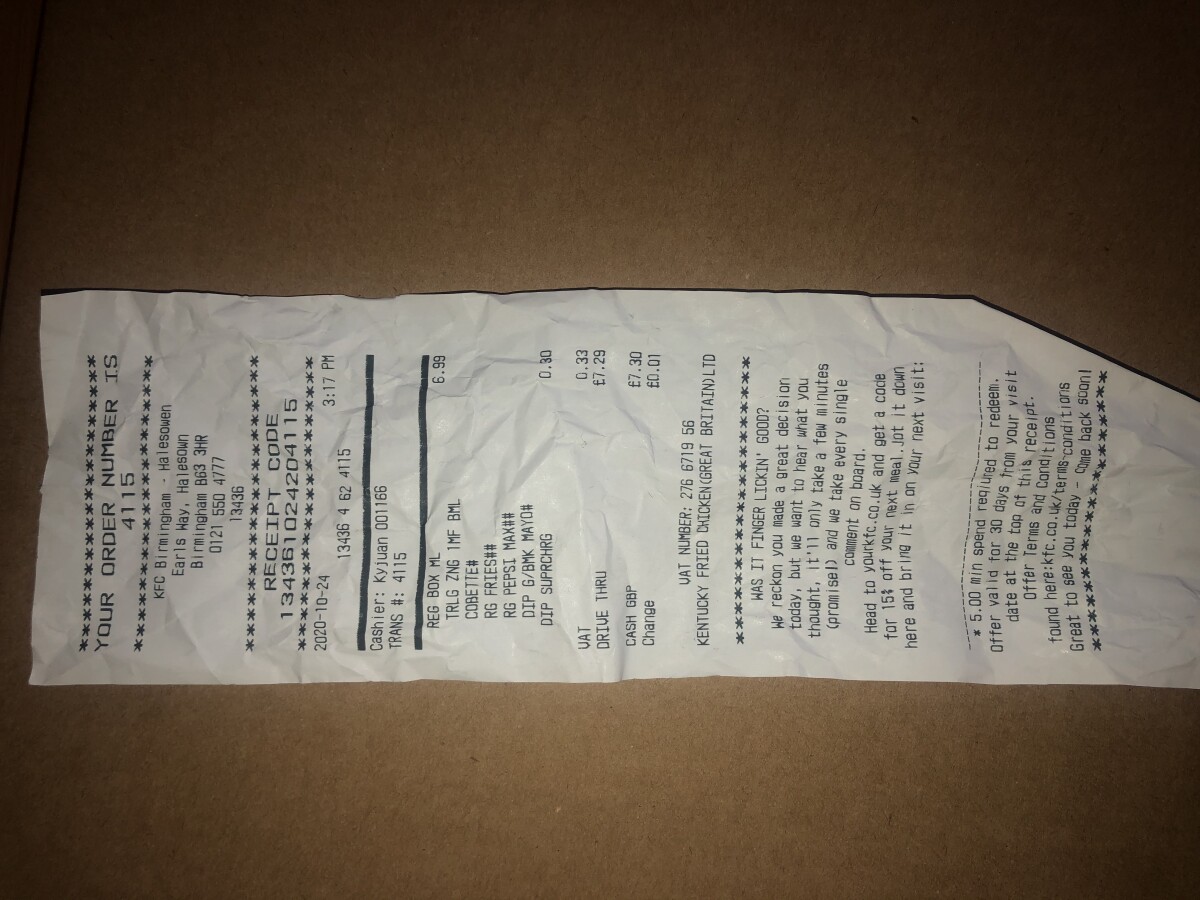 ************************
YOUR ORDER NUMBER IS
4115
************************
KFC Birmingham - Halesowen
Earls Way, Halesown
Birmingham B63 3HR
0121 550 4777
13436
************************
RECEIPT CODE
134361024204115
************************
2020-10-24 3:17 PM
13436 4 62 4115
Cashier: Kyjuan 001166
TRANS #: 4115
REG BOX ML 6.99
TRLG ZNG 1MF BML
COBETTE#
RG FRIES##
RG PEPSI MAX##
DIP G/BMK MAYO#
DIP SUPRCHRG 0.30
VAT 0.33
DRIVE THRU £7.29
CASH GBP £7.30
Change £0.01
VAT NUMBER: 276 6719 56
KENTUCKY FRIED CHICKEN(GREAT BRITAIN)LTD
************************
WAS IT FINGER LICKIN' GOOD?
We reckon you made a great decision
today, but we want to hear what you
thought, it'll only take a few minutes
(promise!) and we take every single
comment on board.
Head to yourkfc.co.uk and get a code
for 15% off your next meal.Jot it down
here and bring it in on your next visit:
----------------------------------------
* 5.00 min spend required to redeem.
Offer valid for 30 days from your visit
date at the top of this receipt.
Offer Terms and Conditions
found here:kfc.co.uk/terms-conditions
Great to see you today - Come back soon!
************************